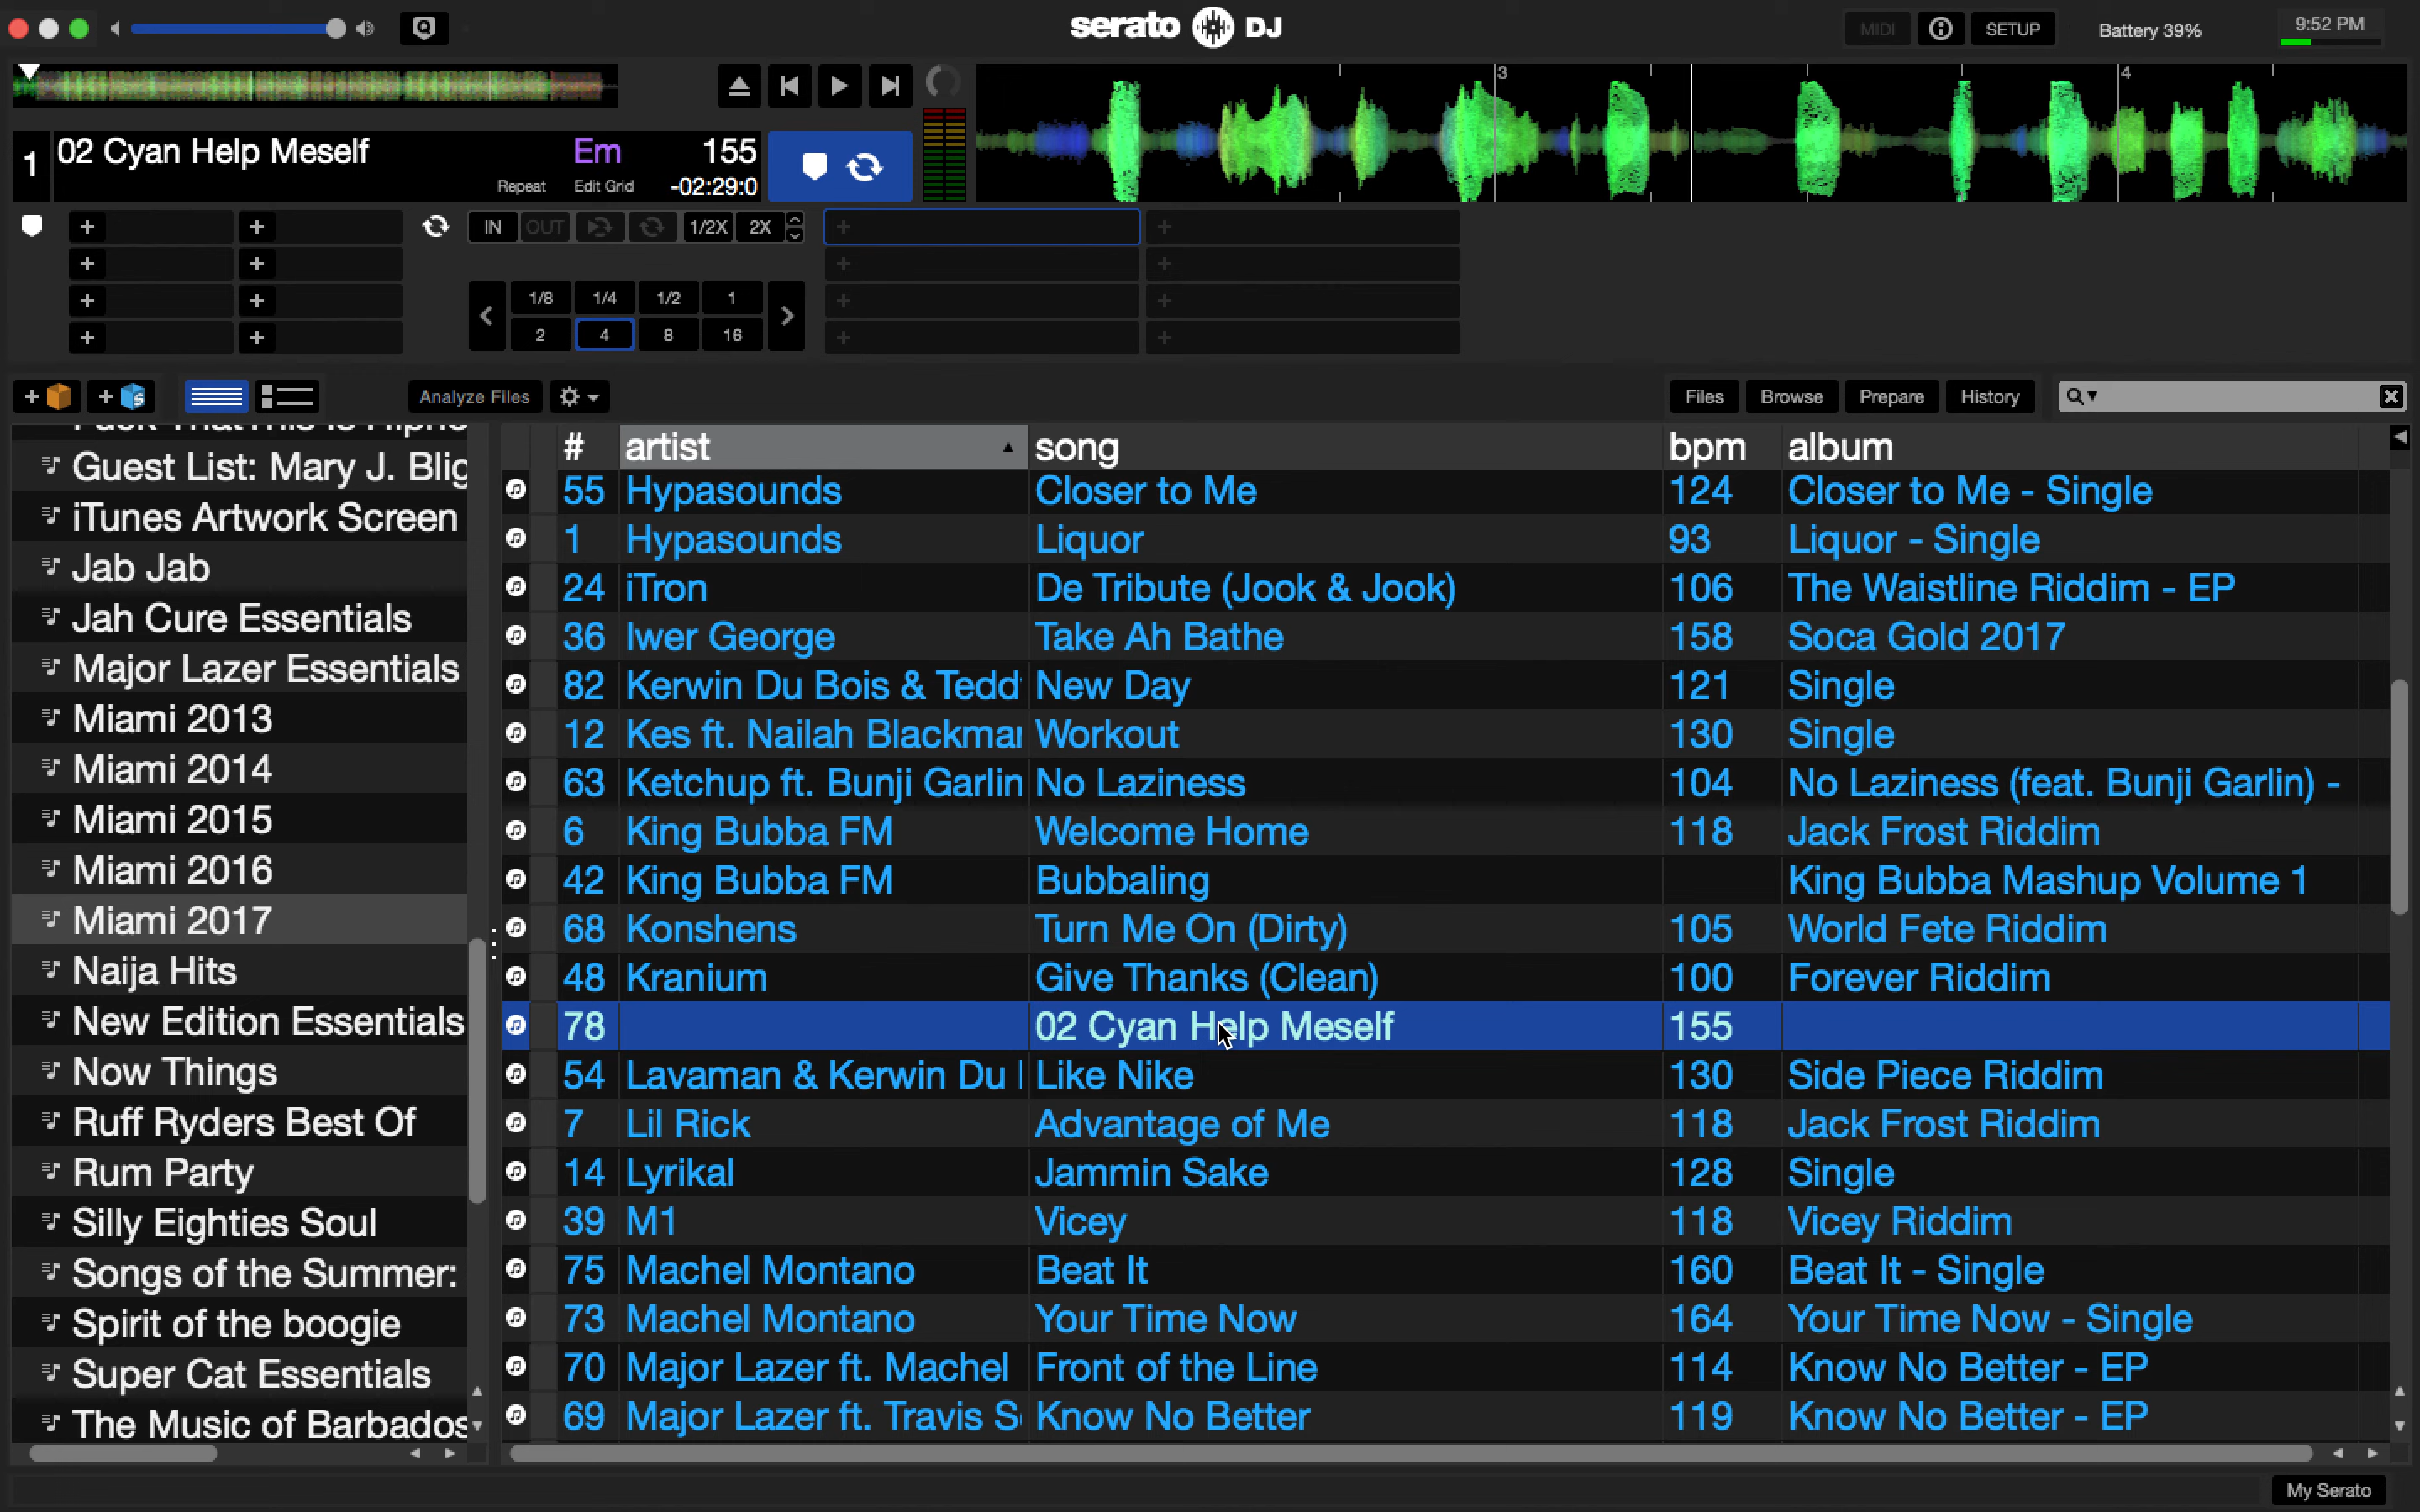 serato DJ
MIDI SETUP Battery 39% 9:52 PM
3 4
1 02 Cyan Help Meself Em 155
Repeat Edit Grid -02:29:0
IN OUT 1/2X 2X
1/8 1/4 1/2 1
2 4 8 16
Analyze Files Files Browse Prepare History
Guest List: Mary J. Blig
iTunes Artwork Screen
Jab Jab
Jah Cure Essentials
Major Lazer Essentials
Miami 2013
Miami 2014
Miami 2015
Miami 2016
Miami 2017
Naija Hits
New Edition Essentials
Now Things
Ruff Ryders Best Of
Rum Party
Silly Eighties Soul
Songs of the Summer:
Spirit of the boogie
Super Cat Essentials
The Music of Barbados
# artist song bpm album
55 Hypasounds Closer to Me 124 Closer to Me - Single
1 Hypasounds Liquor 93 Liquor - Single
24 iTron De Tribute (Jook & Jook) 106 The Waistline Riddim - EP
36 Iwer George Take Ah Bathe 158 Soca Gold 2017
82 Kerwin Du Bois & Tedd New Day 121 Single
12 Kes ft. Nailah Blackma Workout 130 Single
63 Ketchup ft. Bunji Garlin No Laziness 104 No Laziness (feat. Bunji Garlin) -
6 King Bubba FM Welcome Home 118 Jack Frost Riddim
42 King Bubba FM Bubbaling King Bubba Mashup Volume 1
68 Konshens Turn Me On (Dirty) 105 World Fete Riddim
48 Kranium Give Thanks (Clean) 100 Forever Riddim
78 02 Cyan Help Meself 155
54 Lavaman & Kerwin Du Like Nike 130 Side Piece Riddim
7 Lil Rick Advantage of Me 118 Jack Frost Riddim
14 Lyrikal Jammin Sake 128 Single
39 M1 Vicey 118 Vicey Riddim
75 Machel Montano Beat It 160 Beat It - Single
73 Machel Montano Your Time Now 164 Your Time Now - Single
70 Major Lazer ft. Machel Front of the Line 114 Know No Better - EP
69 Major Lazer ft. Travis S Know No Better 119 Know No Better - EP
My Serato